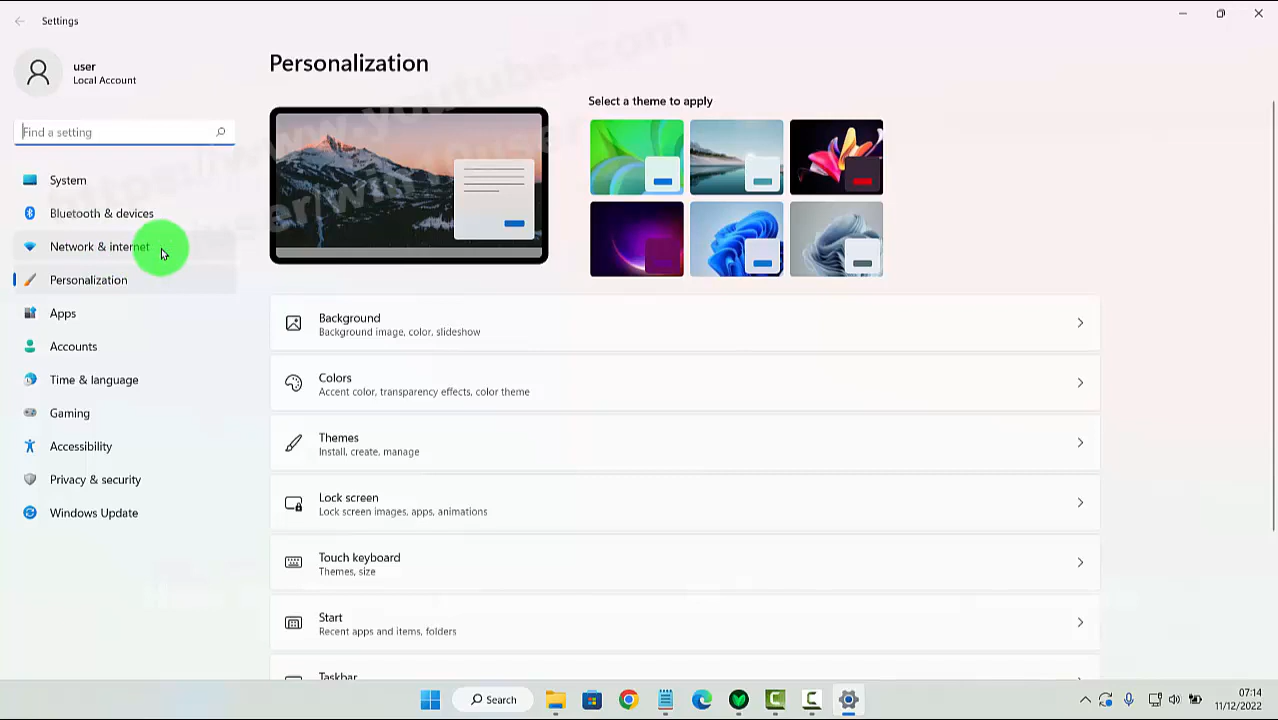 Settings
user
Local Account
Find a setting
System
Bluetooth & devices
Network & internet
Personalization
Apps
Accounts
Time & language
Gaming
Accessibility
Privacy & security
Windows Update
Personalization
Select a theme to apply
Background
Background image, color, slideshow
Colors
Accent color, transparency effects, color theme
Themes
Install, create, manage
Lock screen
Lock screen images, apps, animations
Touch keyboard
Themes, size
Start
Recent apps and items, folders
Taskbar
Search
07:14
11/12/2022